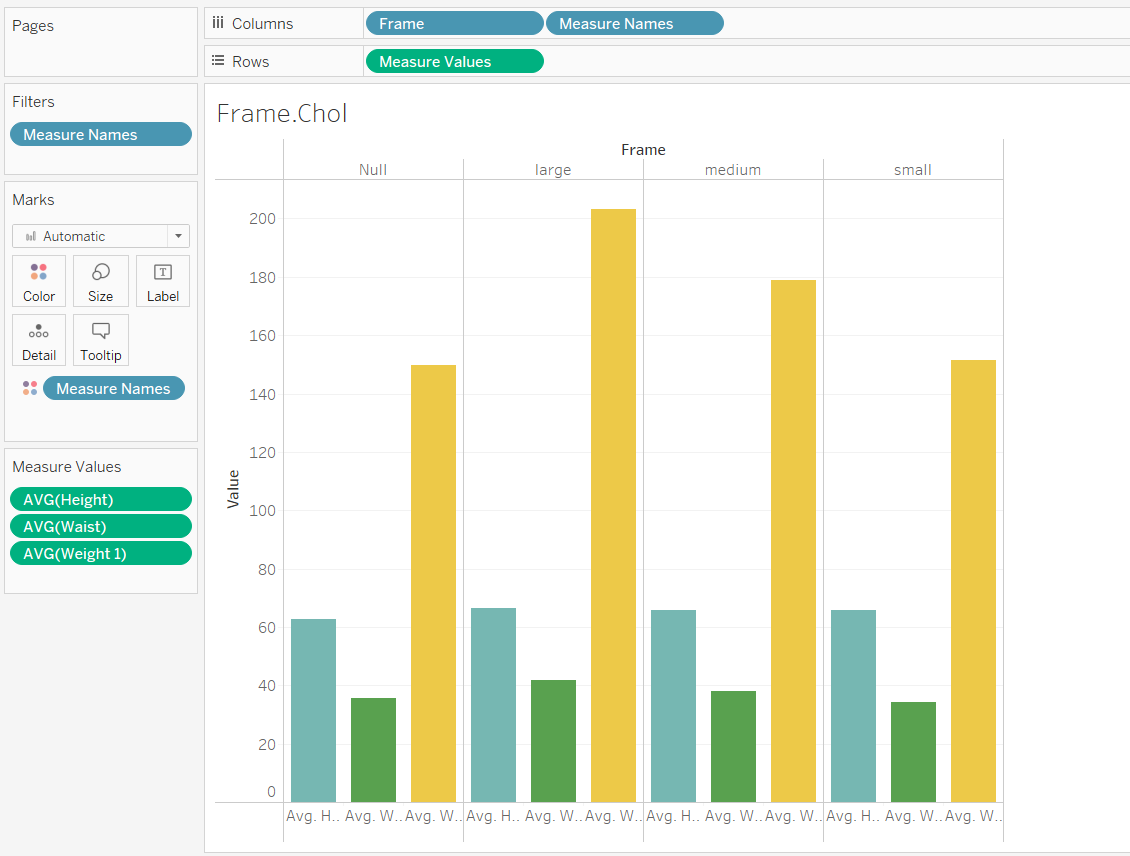 Pages
Columns Frame Measure Names
Rows Measure Values
Filters
Measure Names
Marks
Automatic
Color Size Label
Detail Tooltip
Measure Names
Measure Values
AVG(Height)
AVG(Waist)
AVG(Weight 1)
Frame.Chol
Frame
Null large medium small
Value
200
180
160
140
120
100
80
60
40
20
0
Avg. H.. Avg. W.. Avg. W.. Avg. H.. Avg. W.. Avg. W.. Avg. H.. Avg. W.. Avg. W.. Avg. H.. Avg. W.. Avg. W..